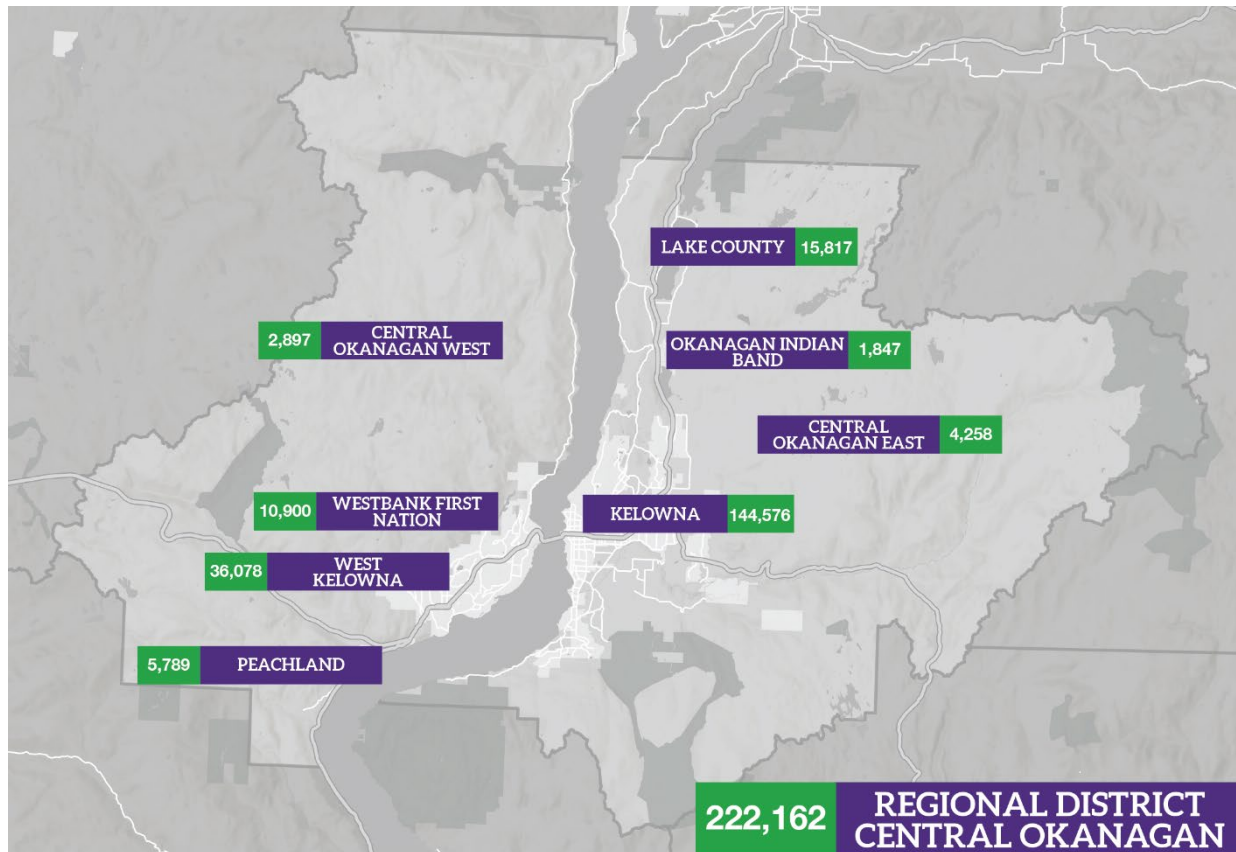 LAKE COUNTY 15,817
2,897 CENTRAL
OKANAGAN WEST
OKANAGAN INDIAN
BAND 1,847
CENTRAL
OKANAGAN EAST 4,258
10,900 WESTBANK FIRST
NATION
KELOWNA 144,576
36,078 WEST
KELOWNA
5,789 PEACHLAND
222,162 REGIONAL DISTRICT
CENTRAL OKANAGAN